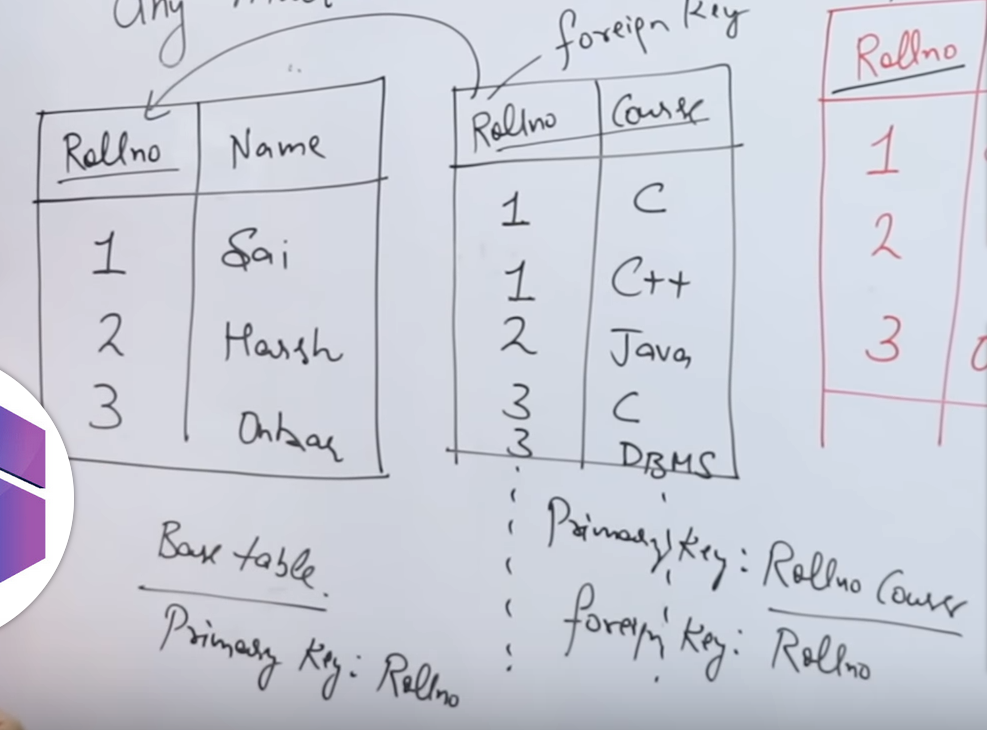 any
foreign key
Rollno Name
1 Sai
2 Harsh
3 Onkar
Base table.
Primary Key: Rollno
Rollno Course
1 C
1 C++
2 Java
3 C
3 DBMS
Primary Key: Rollno Course
foreign Key: Rollno
Rollno
1
2
3